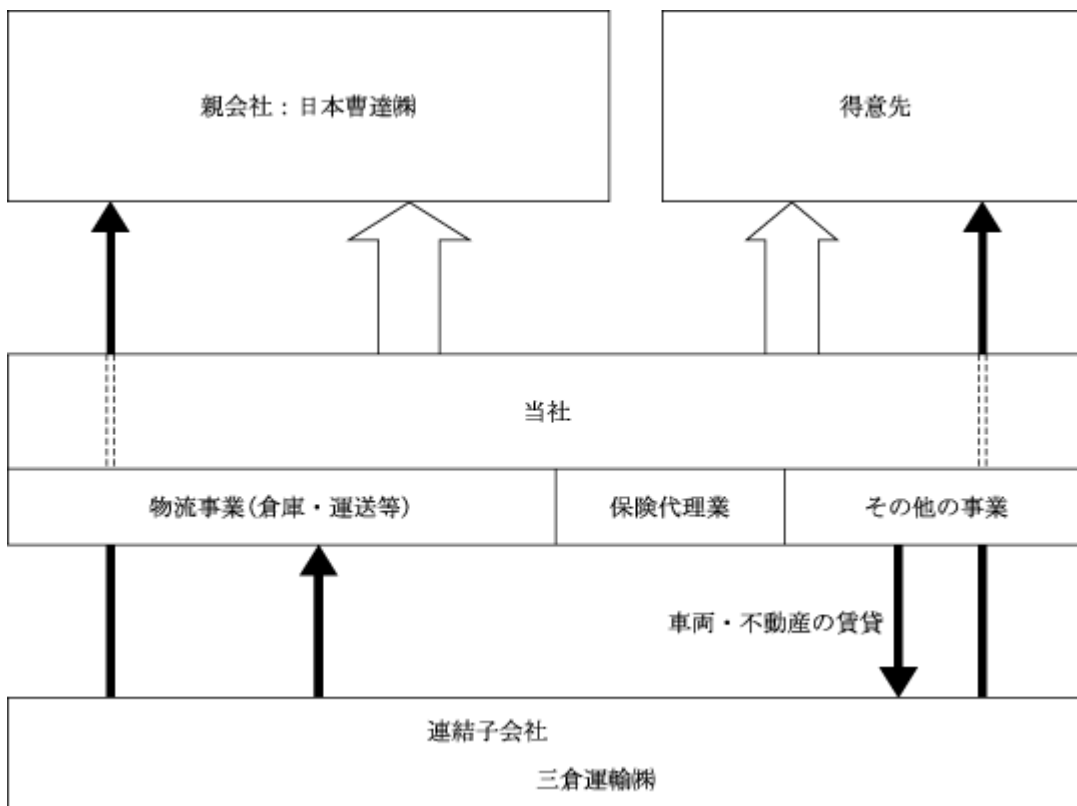 親会社：日本曹達㈱
得意先
当社
物流事業(倉庫・運送等)
保険代理業
その他の事業
車両・不動産の賃貸
連結子会社
三倉運輸㈱